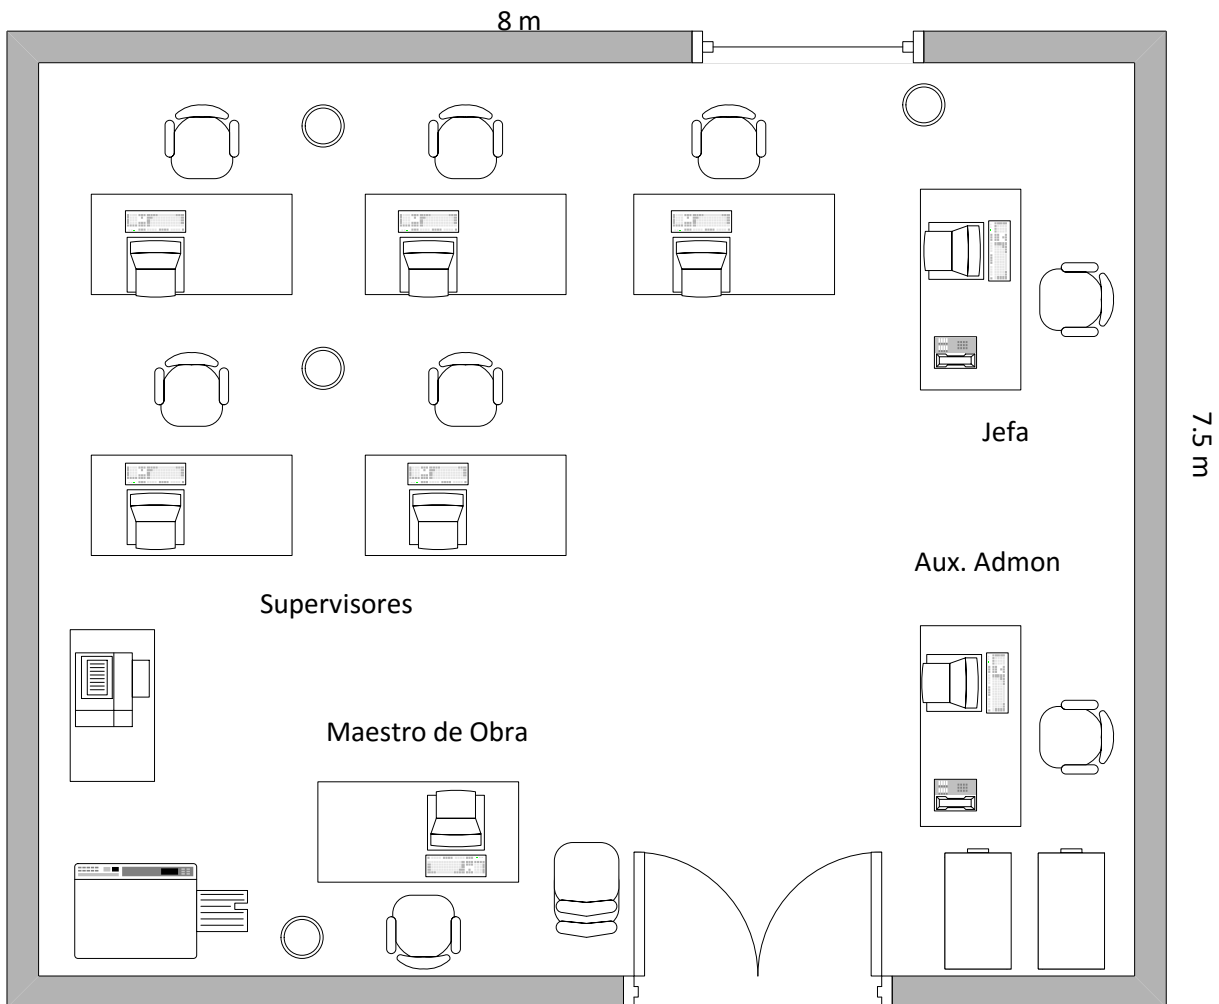 8 m
Jefa
7.5 m
Aux. Admon
Supervisores
Maestro de Obra